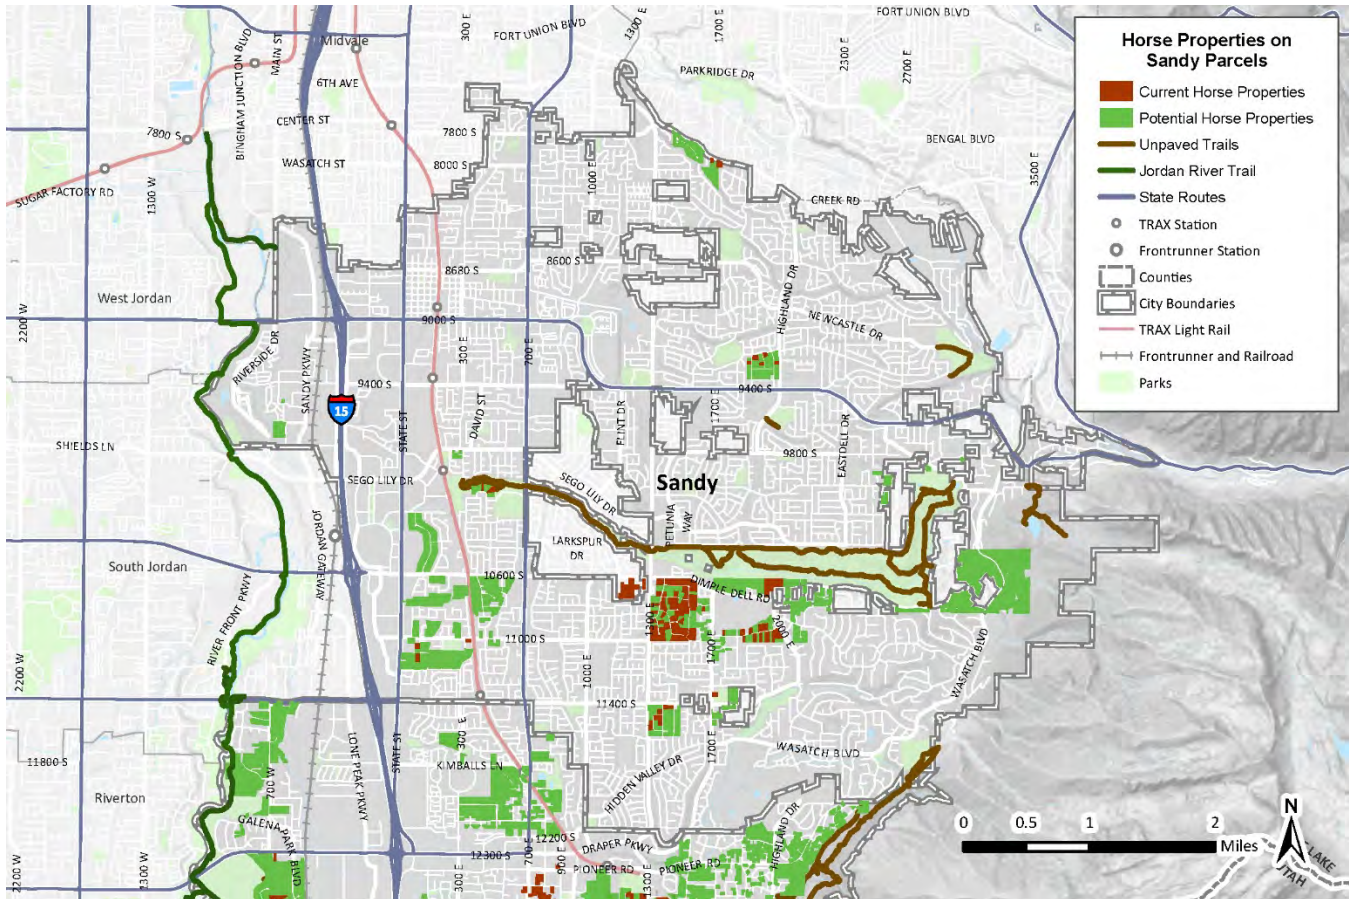 Horse Properties on
Sandy Parcels
Current Horse Properties
Potential Horse Properties
Unpaved Trails
Jordan River Trail
State Routes
TRAX Station
Frontrunner Station
Counties
City Boundaries
TRAX Light Rail
Frontrunner and Railroad
Parks
FORT UNION BLVD
FORT UNION BLVD
300 E
1300 E
1700 E
2300 E
2700 E
3500 E
BINGHAM JUNCTION BLVD
MAIN ST
Midvale
6TH AVE
PARKRIDGE DR
CENTER ST
7800 S
7800 S
BENGAL BLVD
WASATCH ST
8000 S
1000 E
SUGAR FACTORY RD
1300 W
CREEK RD
8680 S
8600 S
West Jordan
HIGHLAND DR
2200 W
9000 S
NEWCASTLE DR
RIVERSIDE DR
SANDY PKWY
300 E
700 E
9400 S
9400 S
15
STATE ST
DAVID ST
FLINT DR
1700 E
EASTDELL DR
SHIELDS LN
9800 S
SEGO LILY DR
SEGO LILY DR
Sandy
PETUNIA
WAY
JORDAN GATEWAY
LARKSPUR
DR
South Jordan
10600 S
DIMPLE DELL RD
RIVER FRONT PKWY
1300 E
1700 E
2000 E
11000 S
2200 W
1000 E
WASATCH BLVD
11400 S
300 E
1700 E
WASATCH BLVD
11800 S
700 W
LONE PEAK PKWY
STATE ST
KIMBALLS LN
HIDDEN VALLEY DR
Riverton
HIGHLAND DR
GALENA PARK BLVD
12200 S
DRAPER PKWY
12300 S
PIONEER RD
PIONEER RD
2200 W
1300 W
300 E
700 E
900 E
1300 E
0
0.5
1
2
Miles
N
LAKE
UTAH